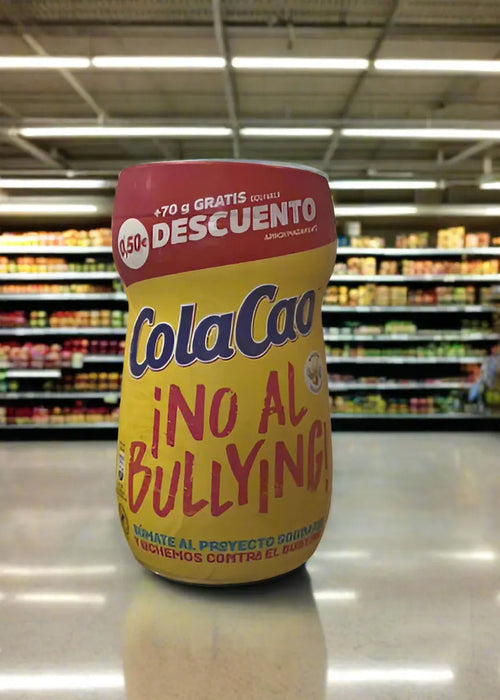 +70 g GRATIS
0,50€ DESCUENTO
ColaCao
¡NO AL
BULLYING!
SÚMATE AL PROYECTO
Y LUCHEMOS CONTRA EL BULLYING